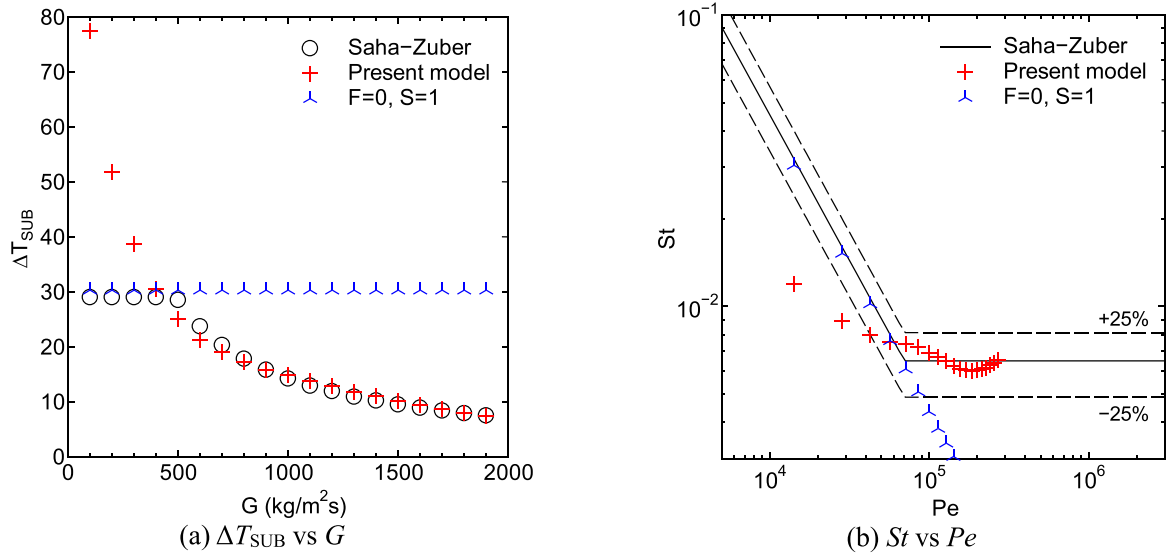 80
70
60
50
40
30
20
10
0
ΔT_SUB
0 500 1000 1500 2000
G (kg/m²s)
Saha−Zuber
Present model
F=0, S=1
(a) ΔT_SUB vs G
10⁻¹
10⁻²
St
10⁴ 10⁵ 10⁶
Pe
Saha−Zuber
Present model
F=0, S=1
+25%
−25%
(b) St vs Pe